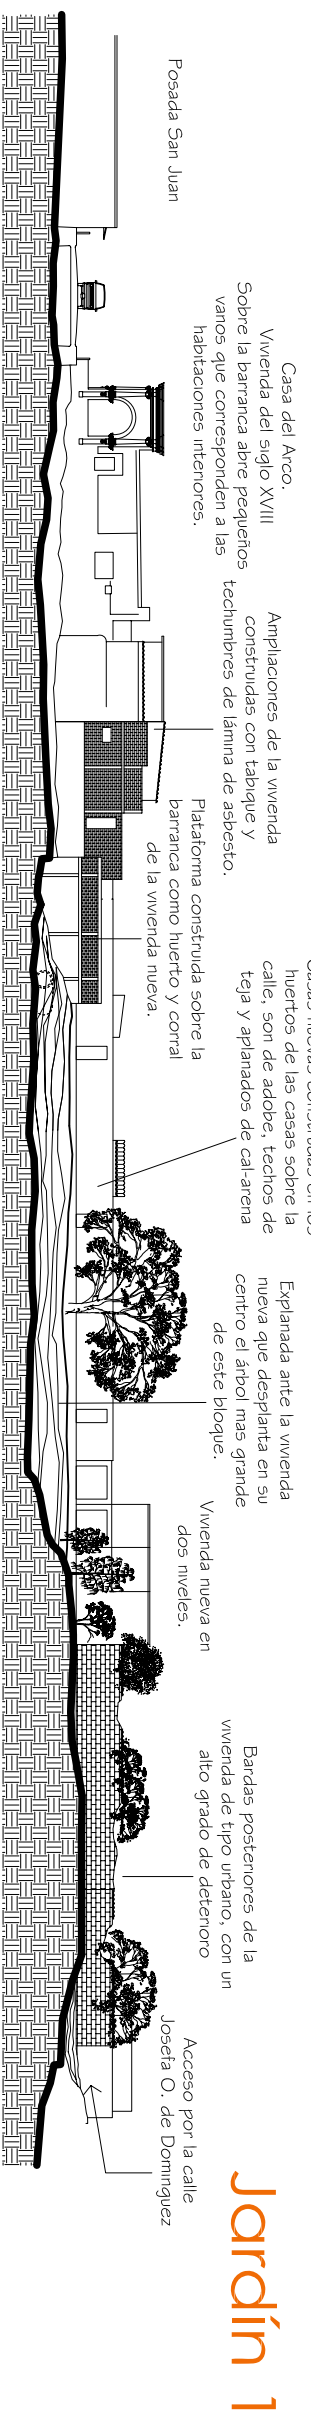 Posada San Juan
Casa del Arco.
Vivienda del siglo XVIII
Sobre la barranca abre pequeños
vanos que corresponden a las
habitaciones interiores.
Ampliaciones de la vivienda
construidas con tabique y
techumbres de lámina de asbesto.
Plataforma construida sobre la
barranca como huerto y corral
de la vivienda nueva.
Casas nuevas construidas en los
huertos de las casas sobre la
calle, son de adobe, techos de
teja y aplanados de cal-arena
Explanada ante la vivienda
nueva que desplanta en su
centro el árbol mas grande
de este bloque.
Vivienda nueva en
dos niveles.
Bardas posteriores de la
vivienda de tipo urbano, con un
alto grado de deterioro
Acceso por la calle
Josefa O. de Dominguez
Jardín 1